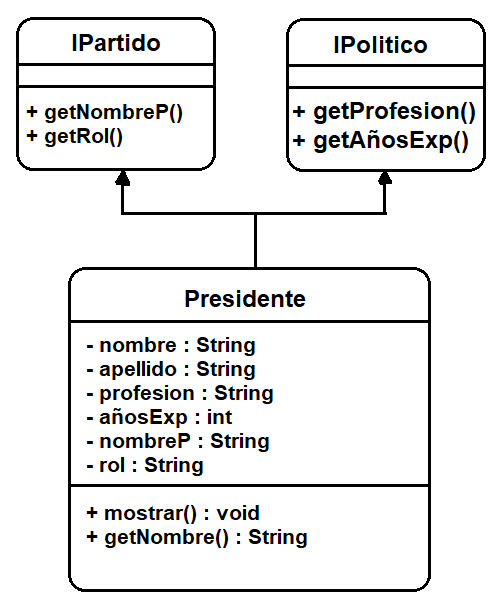 IPartido
+ getNombreP()
+ getRol()
IPolitico
+ getProfesion()
+ getAñosExp()
Presidente
- nombre : String
- apellido : String
- profesion : String
- añosExp : int
- nombreP : String
- rol : String
+ mostrar() : void
+ getNombre() : String